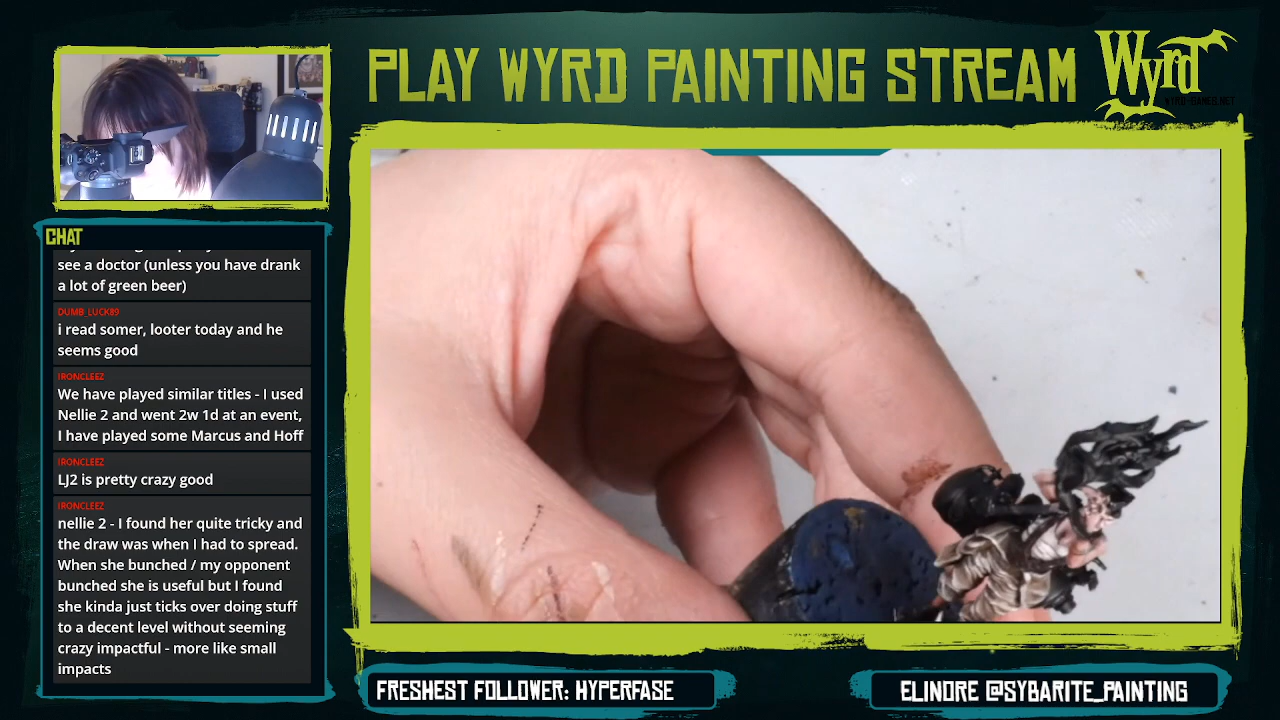 PLAY WYRD PAINTING STREAM
Wyrd
WYRD-GAMES.NET
CHAT
see a doctor (unless you have drank
a lot of green beer)
DUMB_LUCK89
i read somer, looter today and he
seems good
IRONCLEEZ
We have played similar titles - I used
Nellie 2 and went 2w 1d at an event,
I have played some Marcus and Hoff
IRONCLEEZ
LJ2 is pretty crazy good
IRONCLEEZ
nellie 2 - I found her quite tricky and
the draw was when I had to spread.
When she bunched / my opponent
bunched she is useful but I found
she kinda just ticks over doing stuff
to a decent level without seeming
crazy impactful - more like small
impacts
FRESHEST FOLLOWER: HYPERFASE
ELINORE @SYBARITE_PAINTING